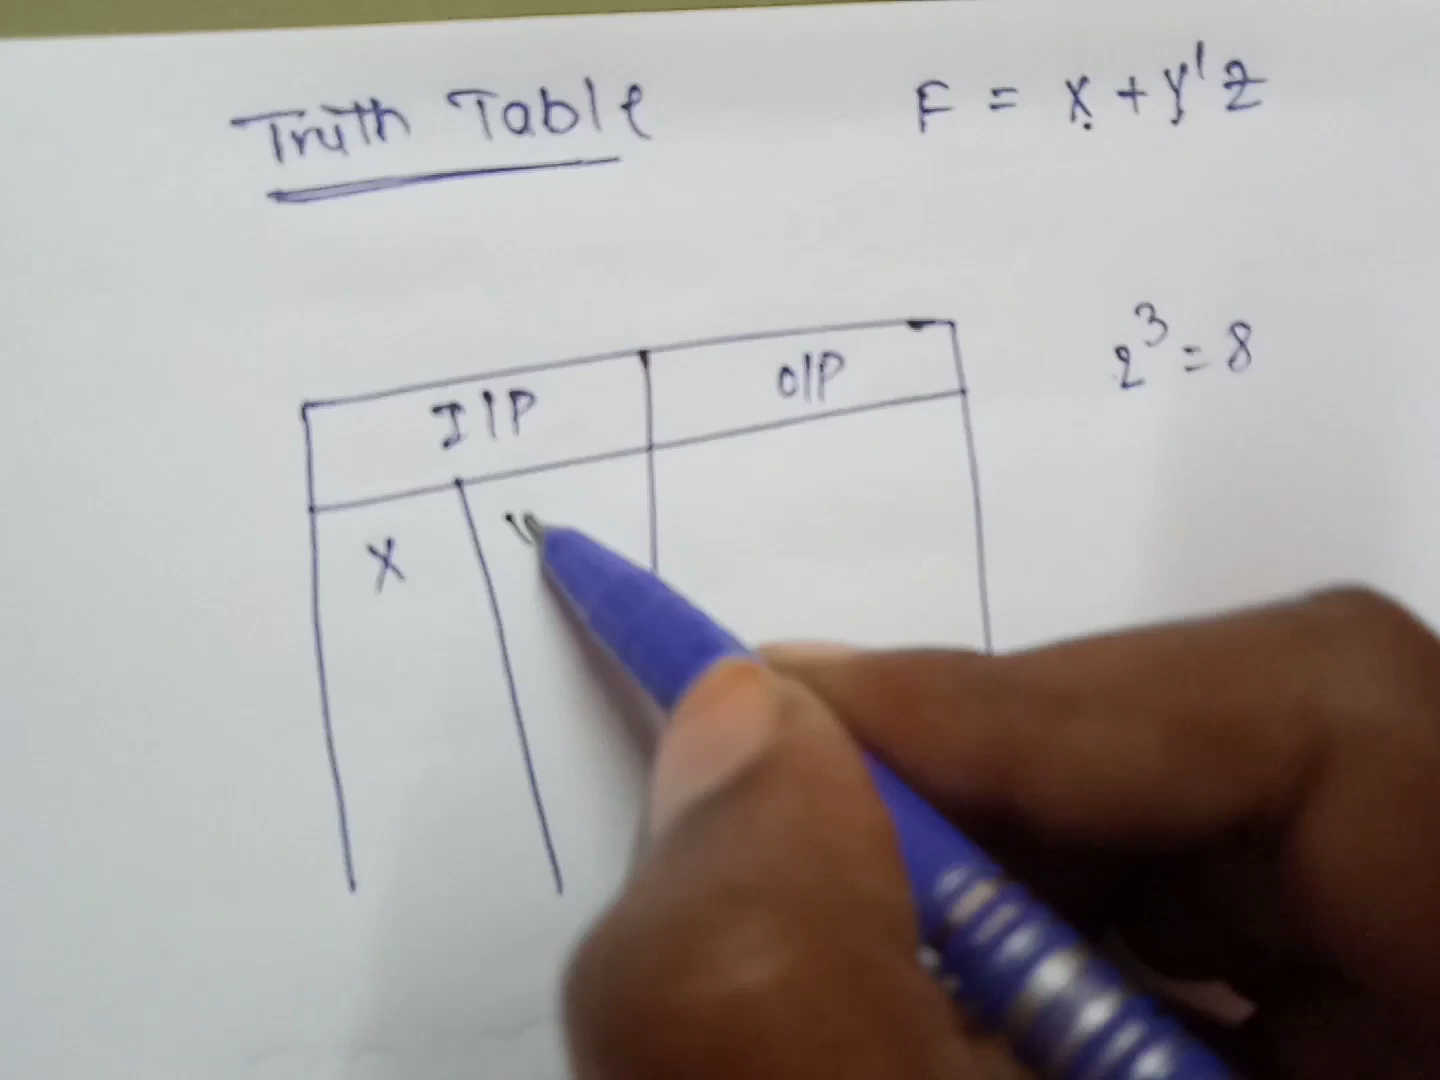 Truth Table
F = X + Y'Z
2³ = 8
I/P O/P
X